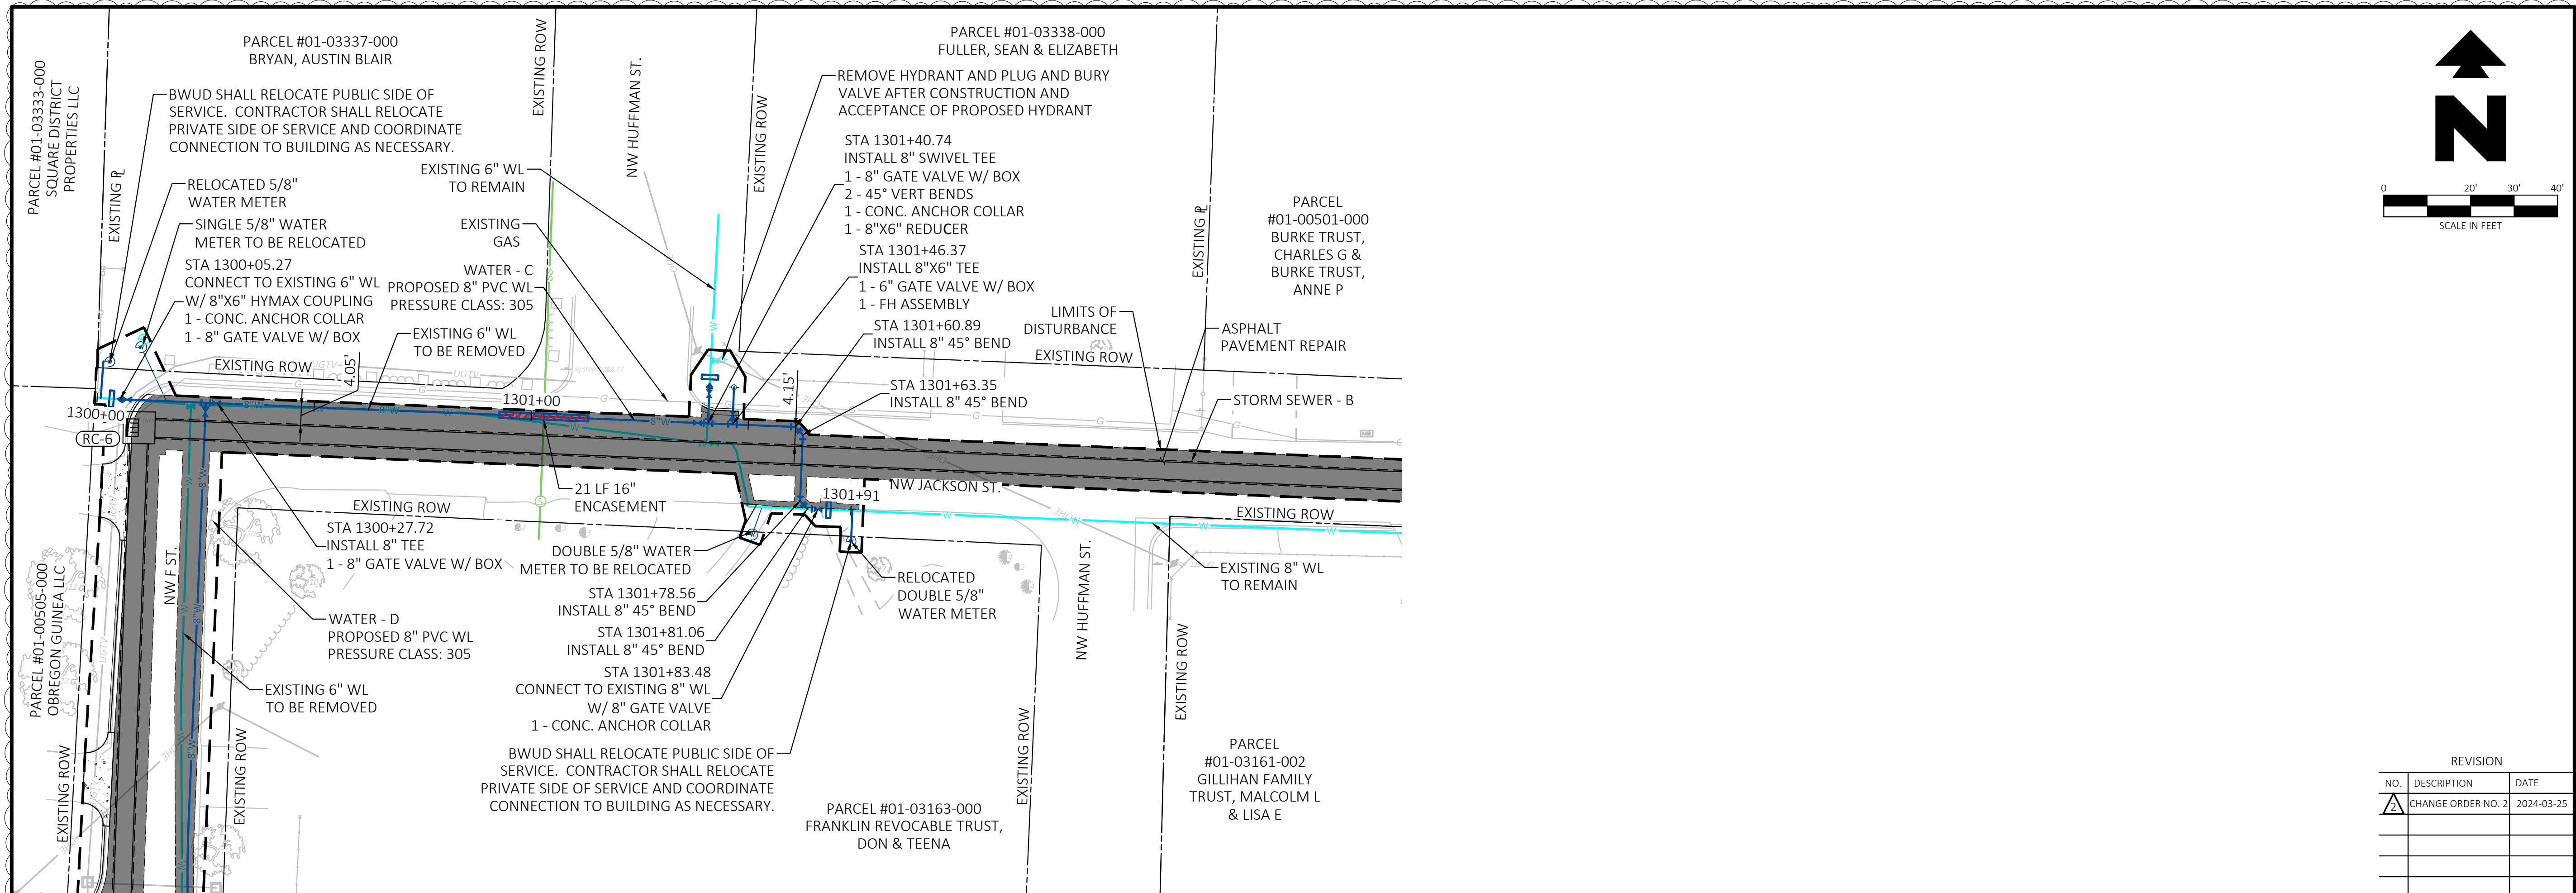 PARCEL #01-03337-000
BRYAN, AUSTIN BLAIR
PARCEL #01-03333-000
SQUARE DISTRICT
PROPERTIES LLC
EXISTING PL
BWUD SHALL RELOCATE PUBLIC SIDE OF
SERVICE. CONTRACTOR SHALL RELOCATE
PRIVATE SIDE OF SERVICE AND COORDINATE
CONNECTION TO BUILDING AS NECESSARY.
RELOCATED 5/8"
WATER METER
SINGLE 5/8" WATER
METER TO BE RELOCATED
STA 1300+05.27
CONNECT TO EXISTING 6" WL
W/ 8"X6" HYMAX COUPLING
1 - CONC. ANCHOR COLLAR
1 - 8" GATE VALVE W/ BOX
EXISTING ROW
NW HUFFMAN ST.
EXISTING ROW
EXISTING 6" WL
TO REMAIN
EXISTING
GAS
WATER - C
PROPOSED 8" PVC WL
PRESSURE CLASS: 305
EXISTING 6" WL
TO BE REMOVED
EXISTING ROW
4.05'
UGTV
UGTV
G
G
G
SS
W
PARCEL #01-03338-000
FULLER, SEAN & ELIZABETH
REMOVE HYDRANT AND PLUG AND BURY
VALVE AFTER CONSTRUCTION AND
ACCEPTANCE OF PROPOSED HYDRANT
STA 1301+40.74
INSTALL 8" SWIVEL TEE
1 - 8" GATE VALVE W/ BOX
2 - 45° VERT BENDS
1 - CONC. ANCHOR COLLAR
1 - 8"X6" REDUCER
STA 1301+46.37
INSTALL 8"X6" TEE
1 - 6" GATE VALVE W/ BOX
1 - FH ASSEMBLY
STA 1301+60.89
INSTALL 8" 45° BEND
STA 1301+63.35
INSTALL 8" 45° BEND
4.15'
LIMITS OF
DISTURBANCE
EXISTING ROW
EXISTING PL
PARCEL
#01-00501-000
BURKE TRUST,
CHARLES G &
BURKE TRUST,
ANNE P
ASPHALT
PAVEMENT REPAIR
STORM SEWER - B
G
G
1300+00
RC-6
1301+00
8"W
8"W
8"W
W
W
21 LF 16"
ENCASEMENT
S
1301+91
NW JACKSON ST.
OHE
OHE
W
W
W
W
EXISTING ROW
EXISTING ROW
STA 1300+27.72
INSTALL 8" TEE
1 - 8" GATE VALVE W/ BOX
WATER - D
PROPOSED 8" PVC WL
PRESSURE CLASS: 305
EXISTING 6" WL
TO BE REMOVED
DOUBLE 5/8" WATER
METER TO BE RELOCATED
STA 1301+78.56
INSTALL 8" 45° BEND
STA 1301+81.06
INSTALL 8" 45° BEND
STA 1301+83.48
CONNECT TO EXISTING 8" WL
W/ 8" GATE VALVE
1 - CONC. ANCHOR COLLAR
BWUD SHALL RELOCATE PUBLIC SIDE OF
SERVICE. CONTRACTOR SHALL RELOCATE
PRIVATE SIDE OF SERVICE AND COORDINATE
CONNECTION TO BUILDING AS NECESSARY.
RELOCATED
DOUBLE 5/8"
WATER METER
EXISTING 8" WL
TO REMAIN
PARCEL #01-00505-000
OBREGON GUINEA LLC
NW F ST.
UGTV
8"W
8"W
8"W
W
W
OHE
EXISTING ROW
EXISTING ROW
EXISTING ROW
NW HUFFMAN ST.
EXISTING ROW
PARCEL #01-03163-000
FRANKLIN REVOCABLE TRUST,
DON & TEENA
PARCEL
#01-03161-002
GILLIHAN FAMILY
TRUST, MALCOLM L
& LISA E
N
0 20' 30' 40'
SCALE IN FEET
REVISION
NO. DESCRIPTION DATE
2 CHANGE ORDER NO. 2 2024-03-25